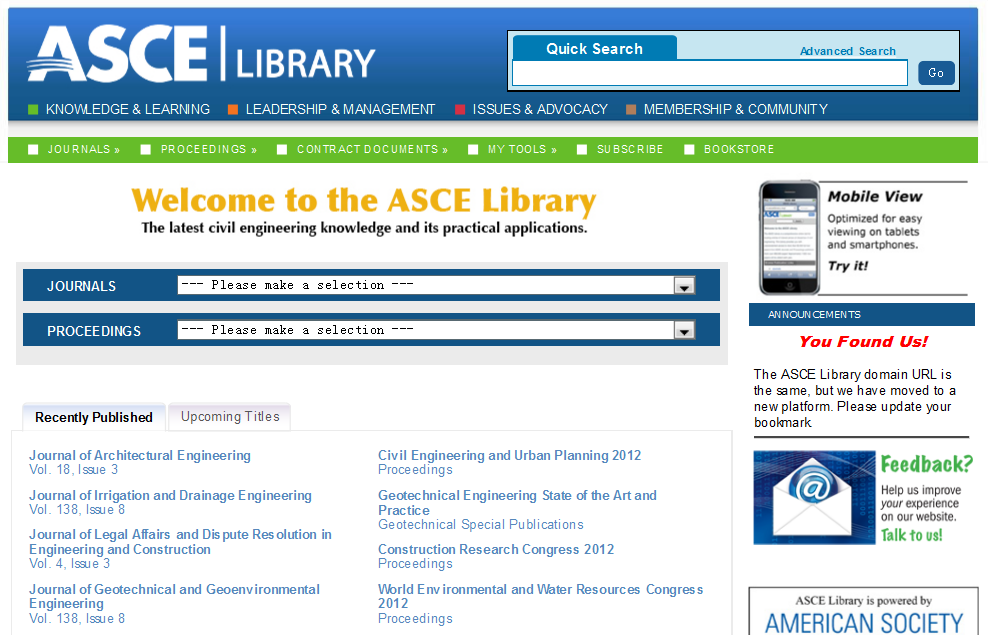 ASCE LIBRARY
Quick Search
Advanced Search
Go
KNOWLEDGE & LEARNING
LEADERSHIP & MANAGEMENT
ISSUES & ADVOCACY
MEMBERSHIP & COMMUNITY
JOURNALS »
PROCEEDINGS »
CONTRACT DOCUMENTS »
MY TOOLS »
SUBSCRIBE
BOOKSTORE
Welcome to the ASCE Library
The latest civil engineering knowledge and its practical applications.
JOURNALS
--- Please make a selection ---
PROCEEDINGS
--- Please make a selection ---
Recently Published
Upcoming Titles
Journal of Architectural Engineering
Vol. 18, Issue 3
Journal of Irrigation and Drainage Engineering
Vol. 138, Issue 8
Journal of Legal Affairs and Dispute Resolution in
Engineering and Construction
Vol. 4, Issue 3
Journal of Geotechnical and Geoenvironmental
Engineering
Vol. 138, Issue 8
Civil Engineering and Urban Planning 2012
Proceedings
Geotechnical Engineering State of the Art and
Practice
Geotechnical Special Publications
Construction Research Congress 2012
Proceedings
World Environmental and Water Resources Congress
2012
Proceedings
Mobile View
Optimized for easy
viewing on tablets
and smartphones.
Try it!
ANNOUNCEMENTS
You Found Us!
The ASCE Library domain URL is
the same, but we have moved to a
new platform. Please update your
bookmark.
@
Feedback?
Help us improve
your experience
on our website.
Talk to us!
ASCE Library is powered by
AMERICAN SOCIETY